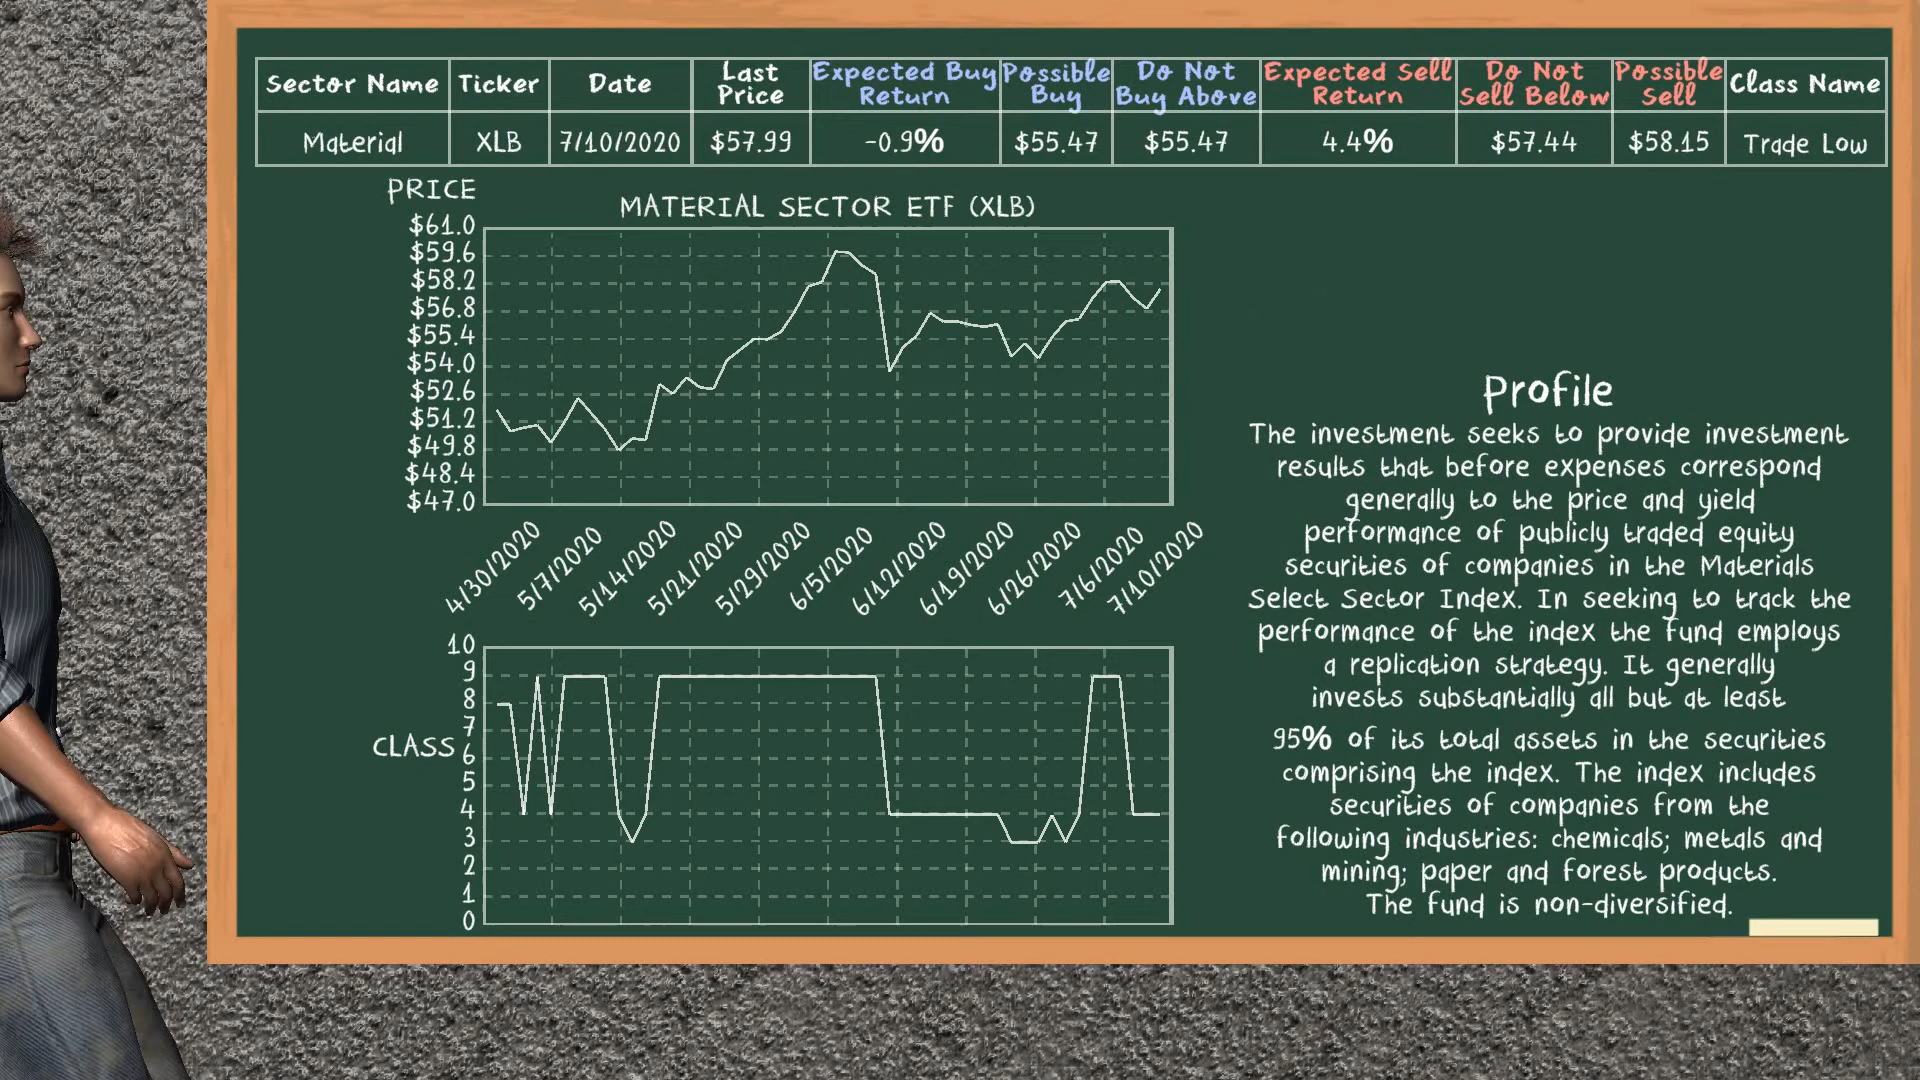 Sector Name Ticker Date Last Price Expected Buy Return Possible Buy Do Not Buy Above Expected Sell Return Do Not Sell Below Possible Sell Class Name
Material XLB 7/10/2020 $57.99 -0.9% $55.47 $55.47 4.4% $57.44 $58.15 Trade Low
PRICE
MATERIAL SECTOR ETF (XLB)
$61.0
$59.6
$58.2
$56.8
$55.4
$54.0
$52.6
$51.2
$49.8
$48.4
$47.0
4/30/2020 5/7/2020 5/14/2020 5/21/2020 5/29/2020 6/5/2020 6/12/2020 6/19/2020 6/26/2020 7/6/2020 7/10/2020
10
9
8
7
CLASS
6
5
4
3
2
1
0
Profile
The investment seeks to provide investment
results that before expenses correspond
generally to the price and yield
performance of publicly traded equity
securities of companies in the Materials
Select Sector Index. In seeking to track the
performance of the index the fund employs
a replication strategy. It generally
invests substantially all but at least
95% of its total assets in the securities
comprising the index. The index includes
securities of companies from the
following industries: chemicals; metals and
mining; paper and forest products.
The fund is non-diversified.